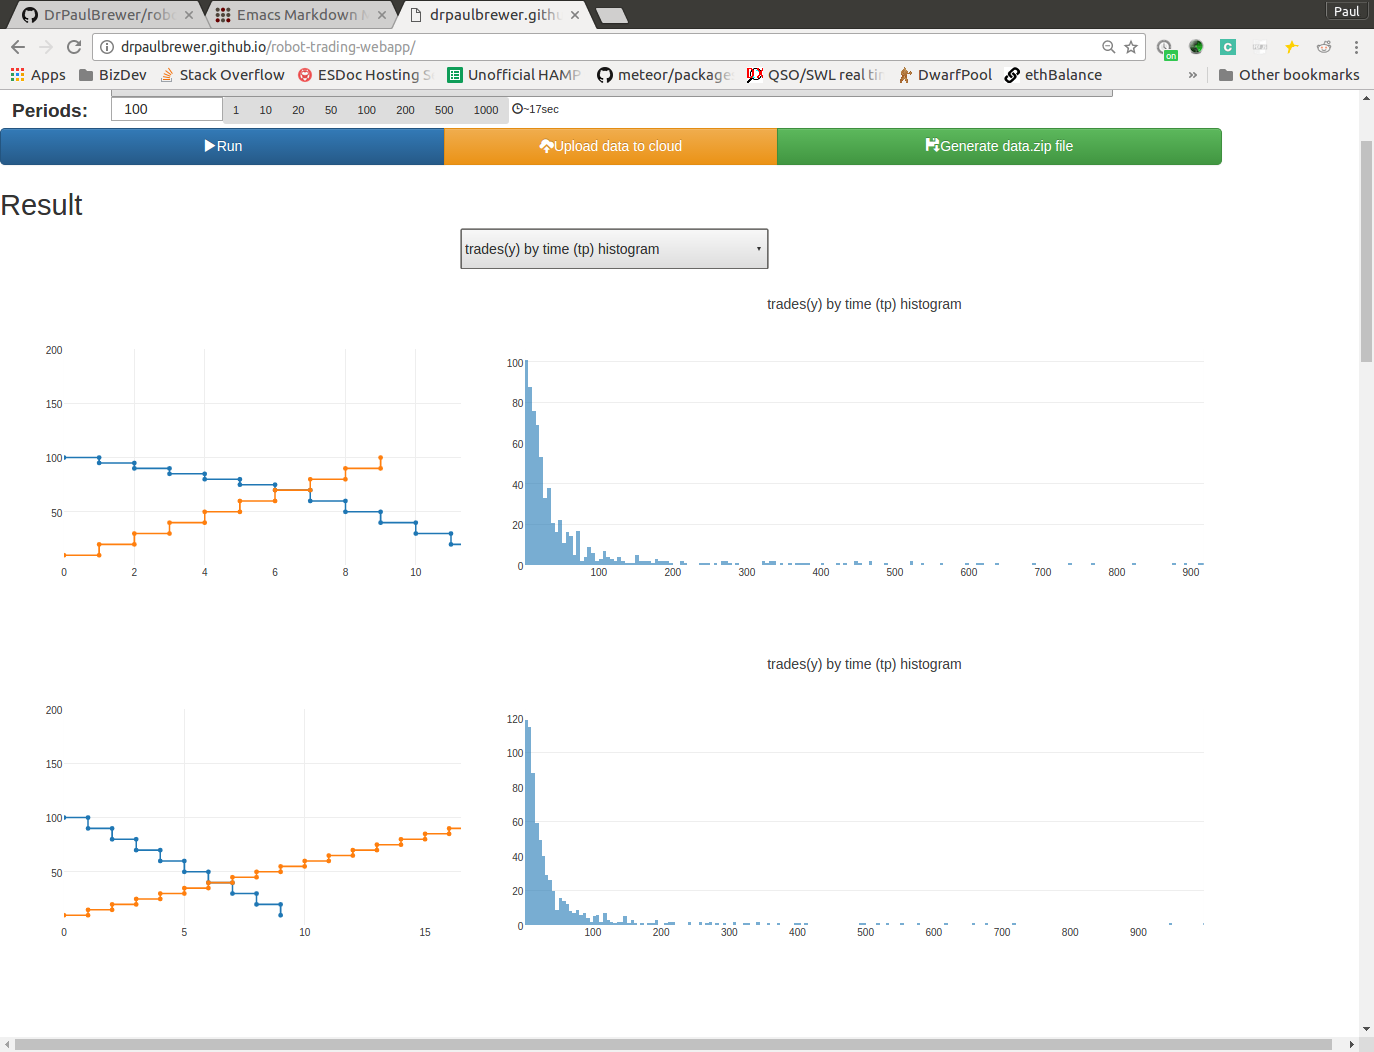 DrPaulBrewer/rob
Emacs Markdown M
drpaulbrewer.gith
Paul
drpaulbrewer.github.io/robot-trading-webapp/
on
C
Apps
BizDev
Stack Overflow
ESDoc Hosting S
Unofficial HAMP
meteor/package
QSO/SWL real ti
DwarfPool
ethBalance
»
Other bookmarks
Periods: 100 1 10 20 50 100 200 500 1000 ~17sec
Run
Upload data to cloud
Generate data.zip file
Result
trades(y) by time (tp) histogram
trades(y) by time (tp) histogram
200
150
100
50
0 2 4 6 8 10
100
80
60
40
20
0
100 200 300 400 500 600 700 800 900
trades(y) by time (tp) histogram
200
150
100
50
0 5 10 15
120
100
80
60
40
20
0
100 200 300 400 500 600 700 800 900